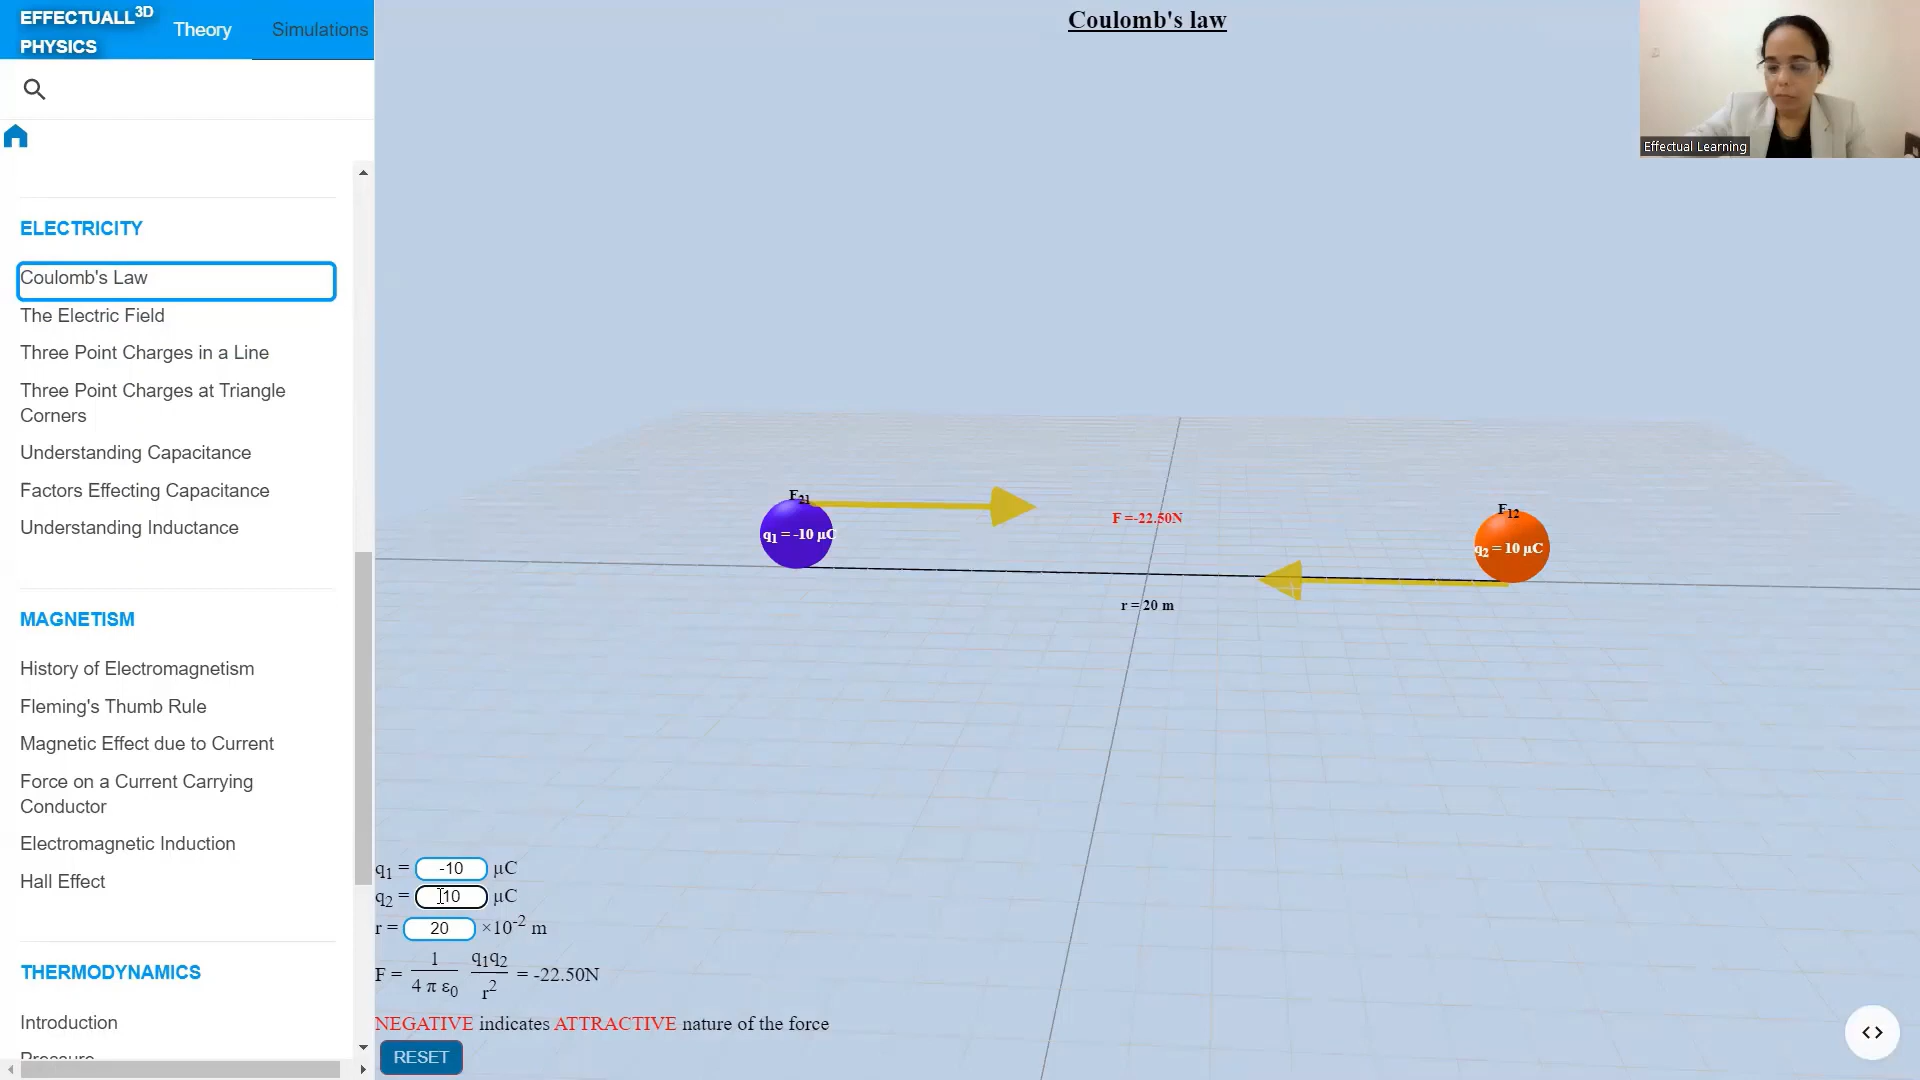 EFFECTUALL3D
PHYSICS
Theory
Simulations
ELECTRICITY
Coulomb's Law
The Electric Field
Three Point Charges in a Line
Three Point Charges at Triangle
Corners
Understanding Capacitance
Factors Effecting Capacitance
Understanding Inductance
MAGNETISM
History of Electromagnetism
Fleming's Thumb Rule
Magnetic Effect due to Current
Force on a Current Carrying
Conductor
Electromagnetic Induction
Hall Effect
THERMODYNAMICS
Introduction
Pressure
Coulomb's law
Effectual Learning
F21
q1 = -10 µC
F =-22.50N
F12
q2 = 10 µC
r = 20 m
q1 = -10 µC
q2 = 10 µC
r = 20 ×10-2 m
F = 1/4 π ε0 q1q2/r2 = -22.50N
NEGATIVE indicates ATTRACTIVE nature of the force
RESET